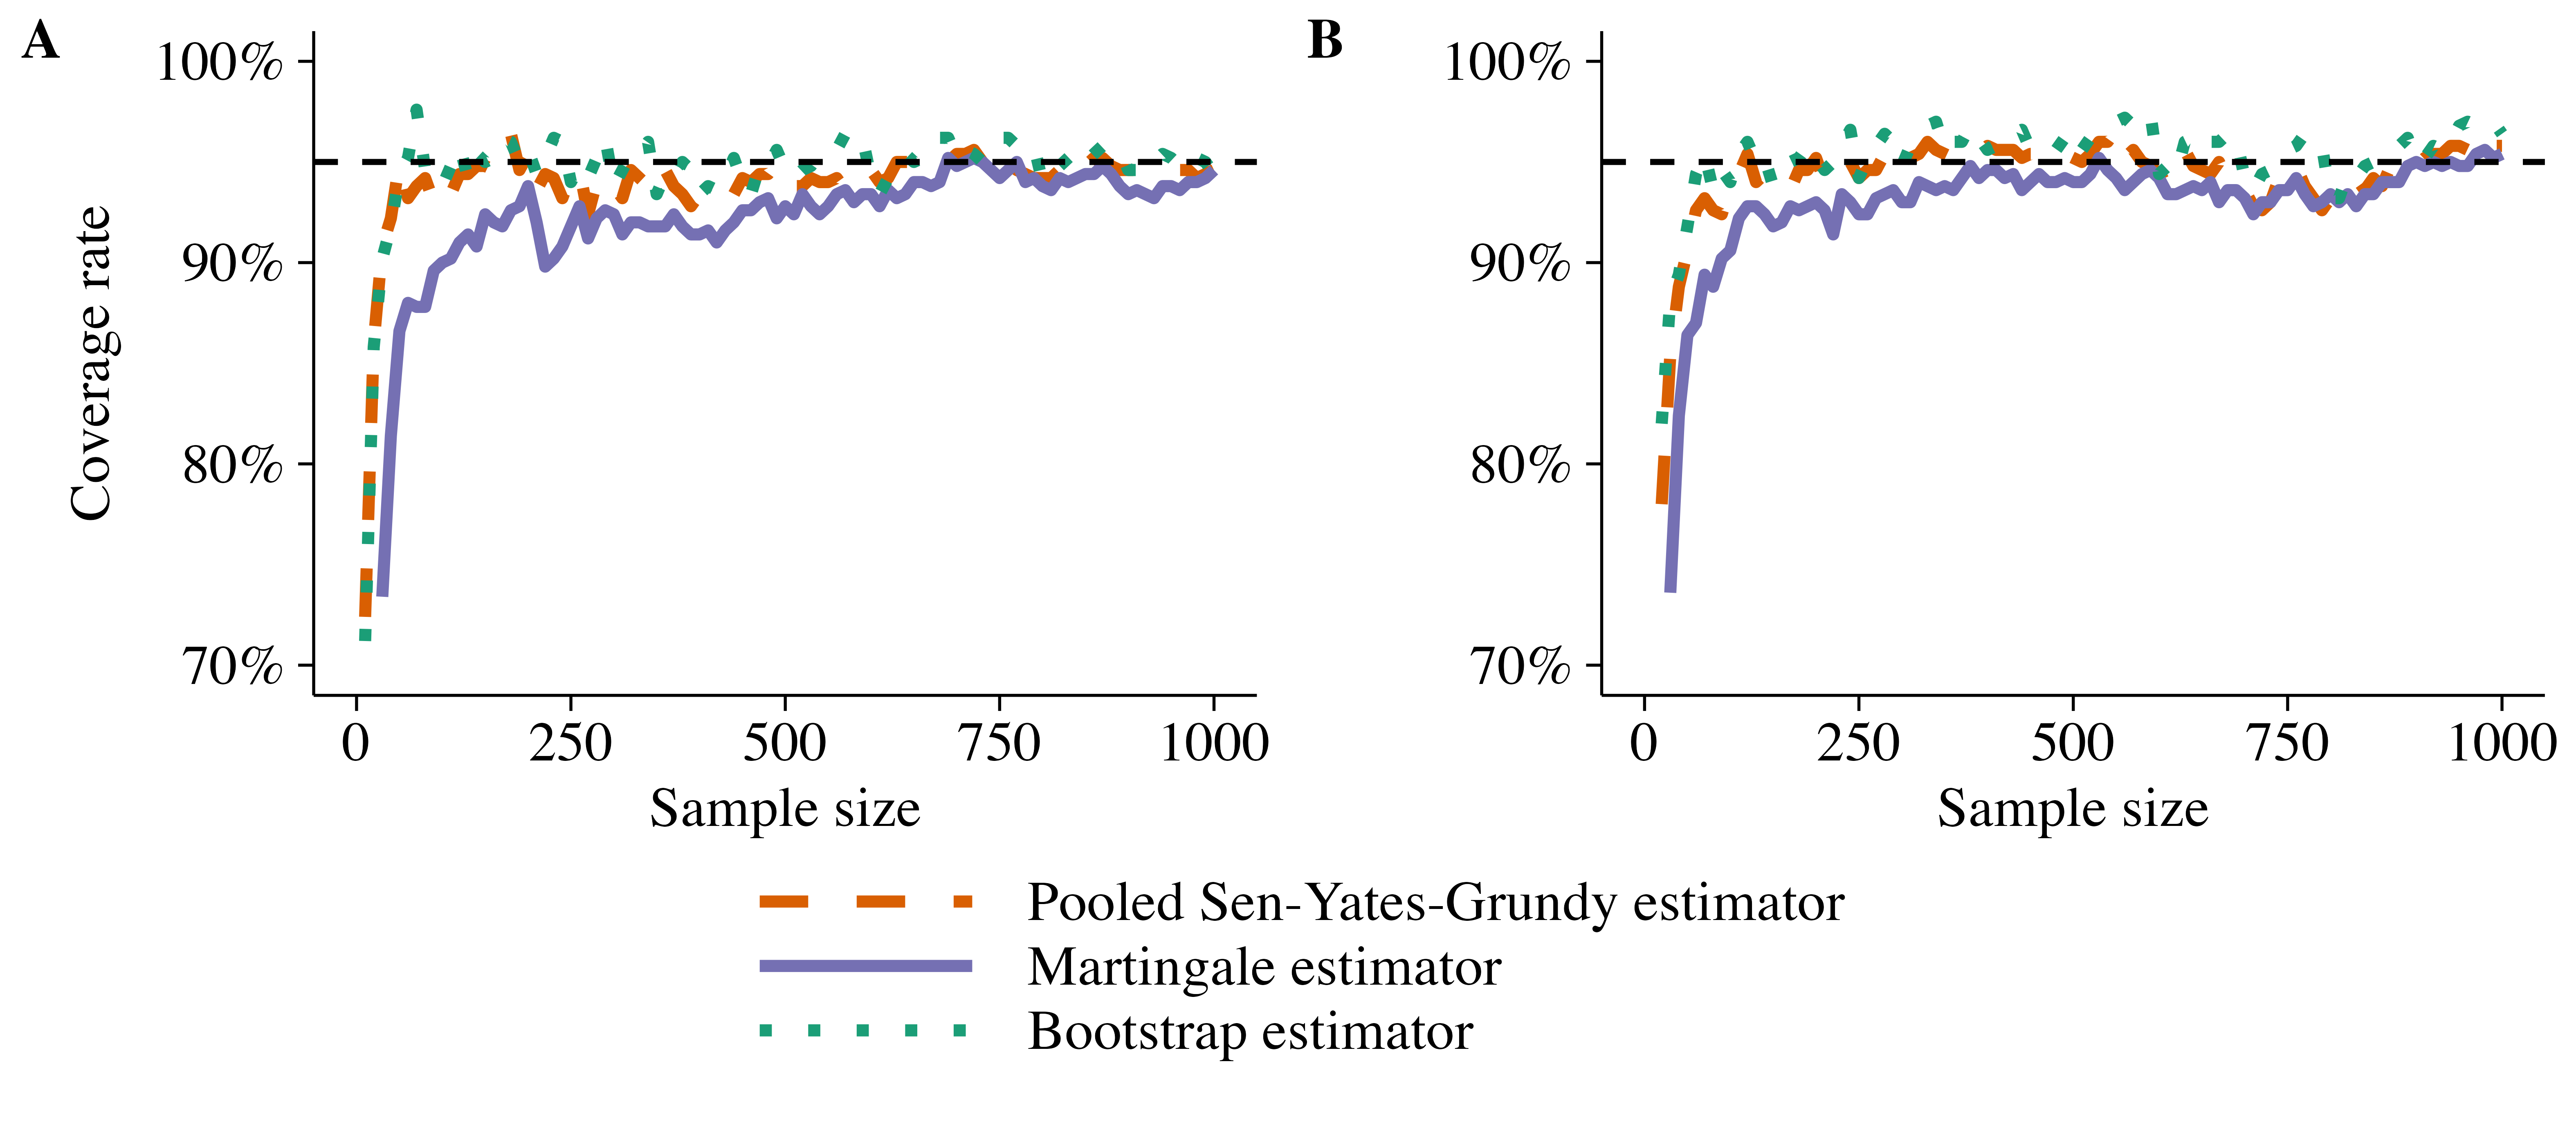 A
B
Coverage rate
100%
90%
80%
70%
0 250 500 750 1000
Sample size
100%
90%
80%
70%
0 250 500 750 1000
Sample size
Pooled Sen-Yates-Grundy estimator
Martingale estimator
Bootstrap estimator